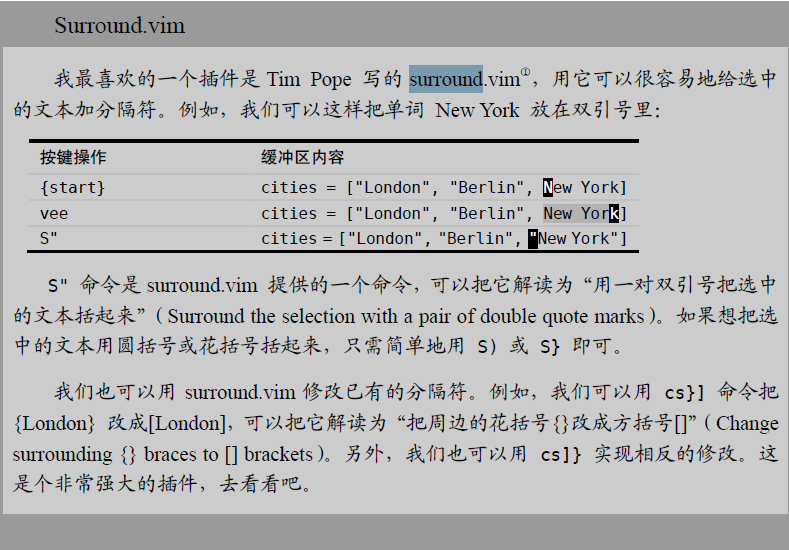 Surround.vim
我最喜欢的一个插件是 Tim Pope 写的 surround.vim①，用它可以很容易地给选中
的文本加分隔符。例如，我们可以这样把单词 New York 放在双引号里：
按键操作 缓冲区内容
{start} cities = ["London", "Berlin", New York]
vee cities = ["London", "Berlin", New York]
S" cities = ["London", "Berlin", "New York"]
S" 命令是 surround.vim 提供的一个命令，可以把它解读为“用一对双引号把选中
的文本括起来”（Surround the selection with a pair of double quote marks）。如果想把选
中的文本用圆括号或花括号括起来，只需简单地用 S) 或 S} 即可。
我们也可以用 surround.vim 修改已有的分隔符。例如，我们可以用 cs}] 命令把
{London} 改成[London]，可以把它解读为“把周边的花括号{}改成方括号[]”（Change
surrounding {} braces to [] brackets）。另外，我们也可以用 cs]} 实现相反的修改。这
是个非常强大的插件，去看看吧。